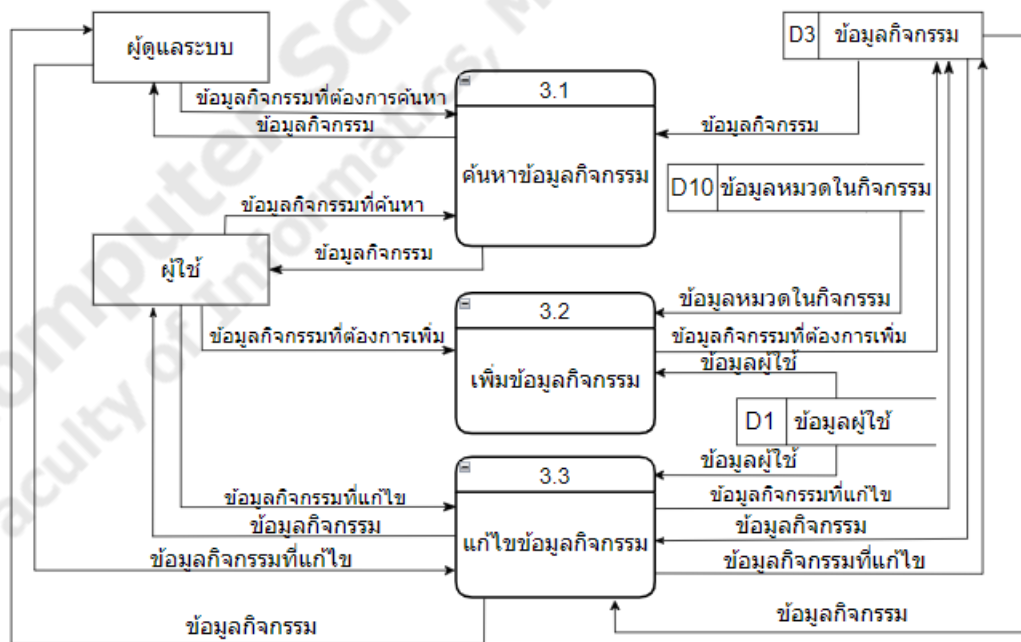 ผู้ดูแลระบบ
D3 ข้อมูลกิจกรรม
3.1
ข้อมูลกิจกรรมที่ต้องการค้นหา
ข้อมูลกิจกรรม
ข้อมูลกิจกรรม
ค้นหาข้อมูลกิจกรรม
D10 ข้อมูลหมวดในกิจกรรม
ข้อมูลกิจกรรมที่ค้นหา
ข้อมูลกิจกรรม
ผู้ใช้
3.2
ข้อมูลหมวดในกิจกรรม
ข้อมูลกิจกรรมที่ต้องการเพิ่ม
ข้อมูลกิจกรรมที่ต้องการเพิ่ม
ข้อมูลผู้ใช้
เพิ่มข้อมูลกิจกรรม
D1 ข้อมูลผู้ใช้
ข้อมูลผู้ใช้
3.3
ข้อมูลกิจกรรมที่แก้ไข
ข้อมูลกิจกรรมที่แก้ไข
ข้อมูลกิจกรรม
ข้อมูลกิจกรรม
แก้ไขข้อมูลกิจกรรม
ข้อมูลกิจกรรมที่แก้ไข
ข้อมูลกิจกรรมที่แก้ไข
ข้อมูลกิจกรรม
ข้อมูลกิจกรรม
omputer Sc
aculty of Informatics, M